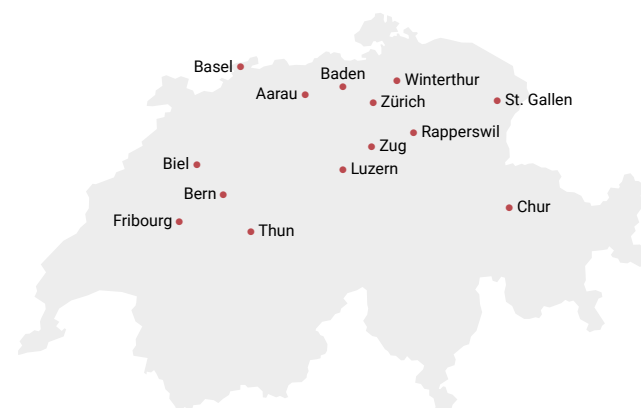 Basel
Baden
Winterthur
Aarau
Zürich
St. Gallen
Rapperswil
Zug
Biel
Luzern
Bern
Chur
Fribourg
Thun